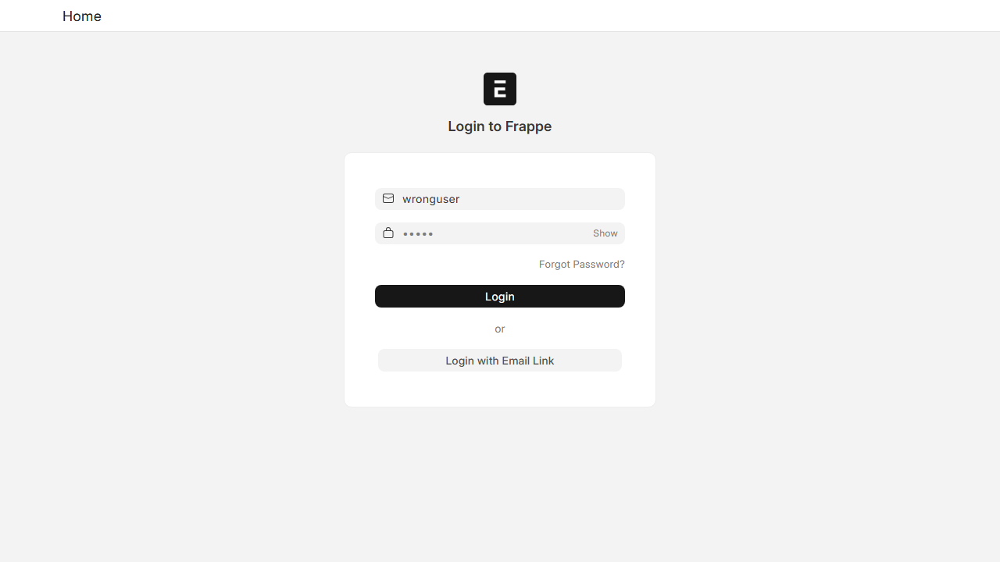 Home
E
Login to Frappe
wronguser
•••••
Show
Forgot Password?
Login
or
Login with Email Link